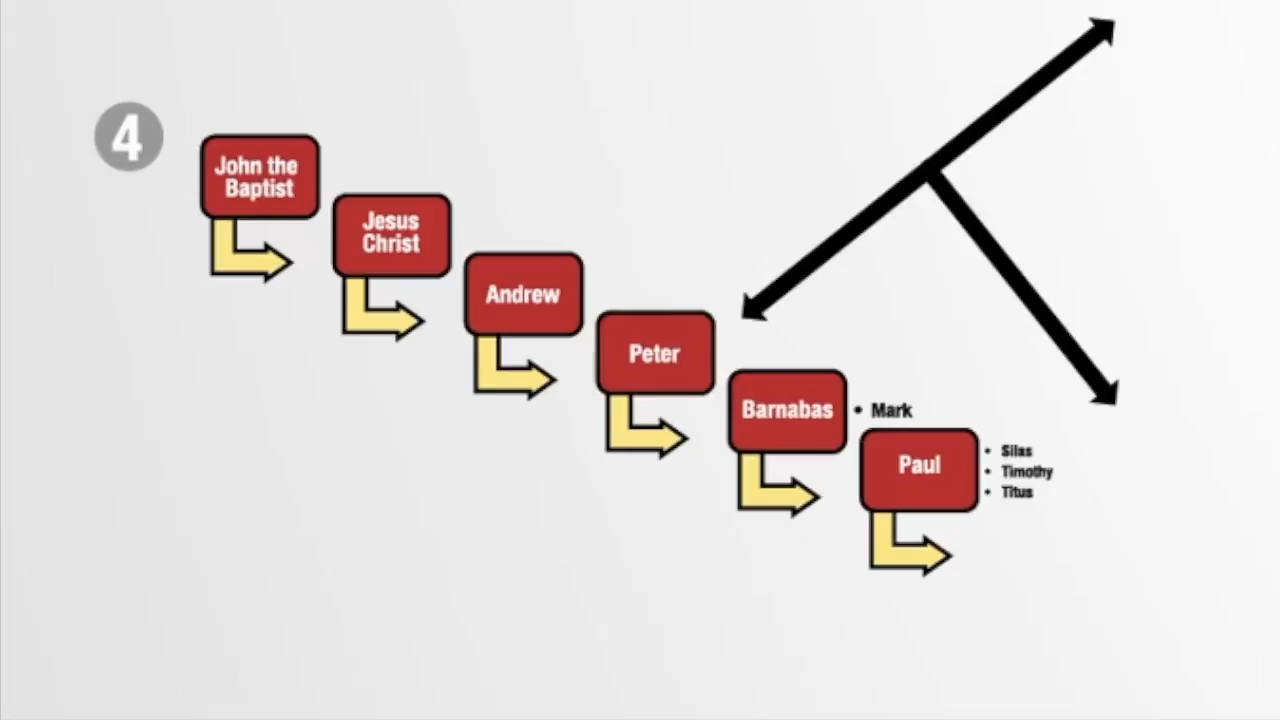 4
John the
Baptist
Jesus
Christ
Andrew
Peter
Barnabas
• Mark
Paul
• Silas
• Timothy
• Titus